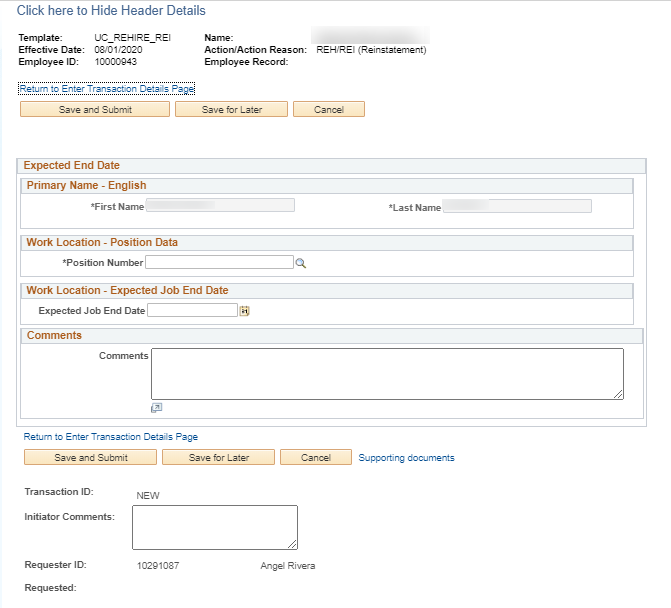 Click here to Hide Header Details
Template: UC_REHIRE_REI Name:
Effective Date: 08/01/2020 Action/Action Reason: REH/REI (Reinstatement)
Employee ID: 10000943 Employee Record:
Return to Enter Transaction Details Page
Save and Submit Save for Later Cancel
Expected End Date
Primary Name - English
*First Name *Last Name
Work Location - Position Data
*Position Number
Work Location - Expected Job End Date
Expected Job End Date
Comments
Comments
Return to Enter Transaction Details Page
Save and Submit Save for Later Cancel Supporting documents
Transaction ID: NEW
Initiator Comments:
Requester ID: 10291087 Angel Rivera
Requested: